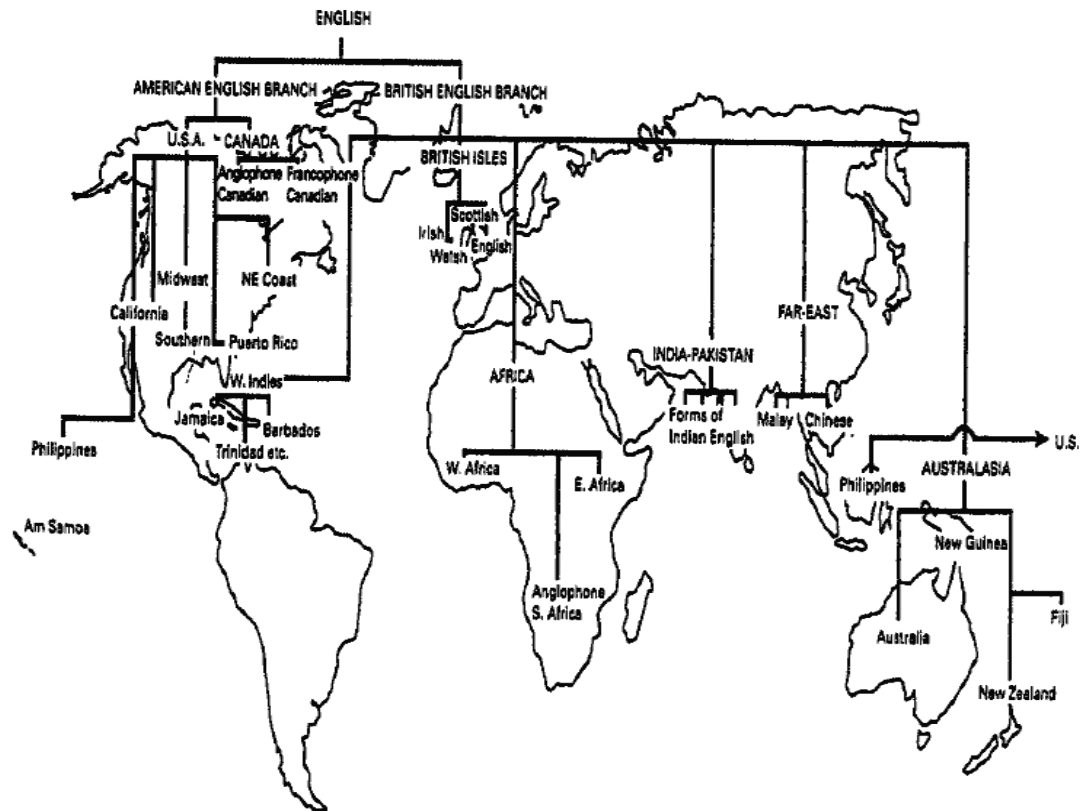 ENGLISH
AMERICAN ENGLISH BRANCH
BRITISH ENGLISH BRANCH
U.S.A.
CANADA
BRITISH ISLES
Anglophone
Canadian
Francophone
Canadian
Scottish
Irish
Welsh
English
Midwest
NE Coast
California
Southern
Puerto Rico
FAR-EAST
INDIA-PAKISTAN
AFRICA
W. Indies
Jamaica
Barbados
Trinidad etc.
Forms of
Indian English
Malay
Chinese
Philippines
U.S.
W. Africa
E. Africa
Philippines
AUSTRALASIA
Am Samoa
New Guinea
Anglophone
S. Africa
Australia
Fiji
New Zealand